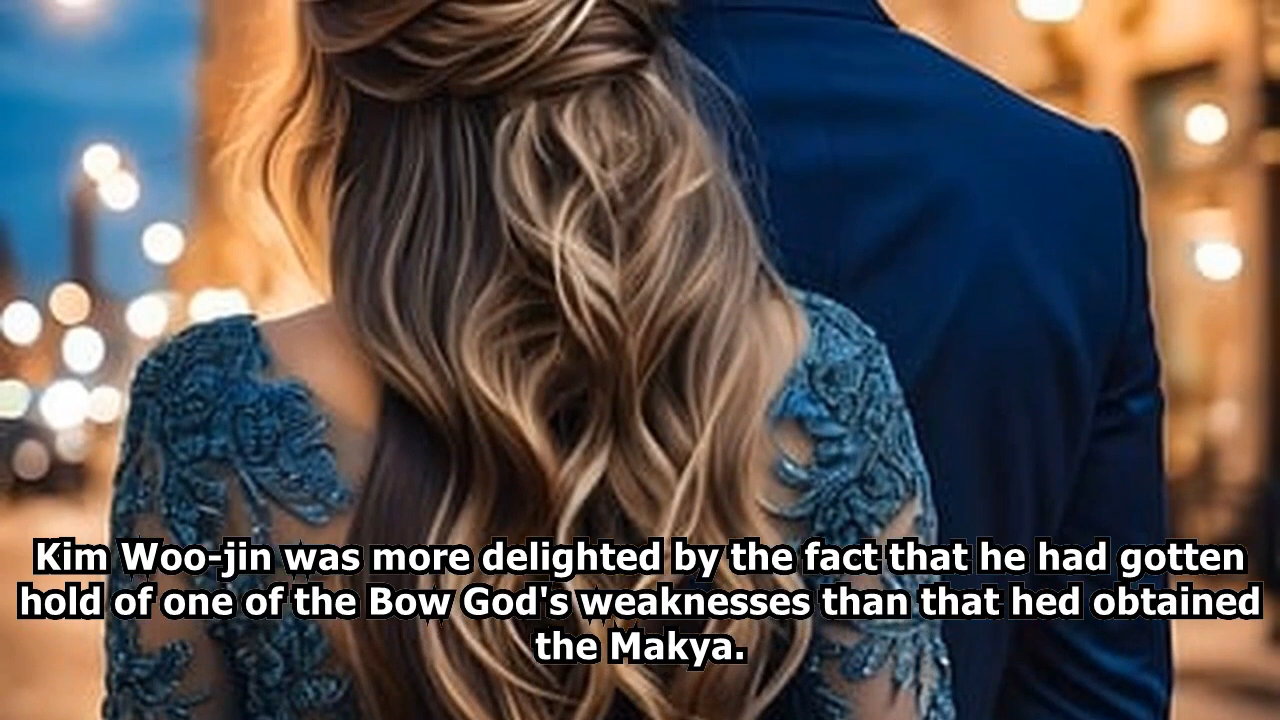 Kim Woo-jin was more delighted by the fact that he had gotten
hold of one of the Bow God's weaknesses than that hed obtained
the Makya.